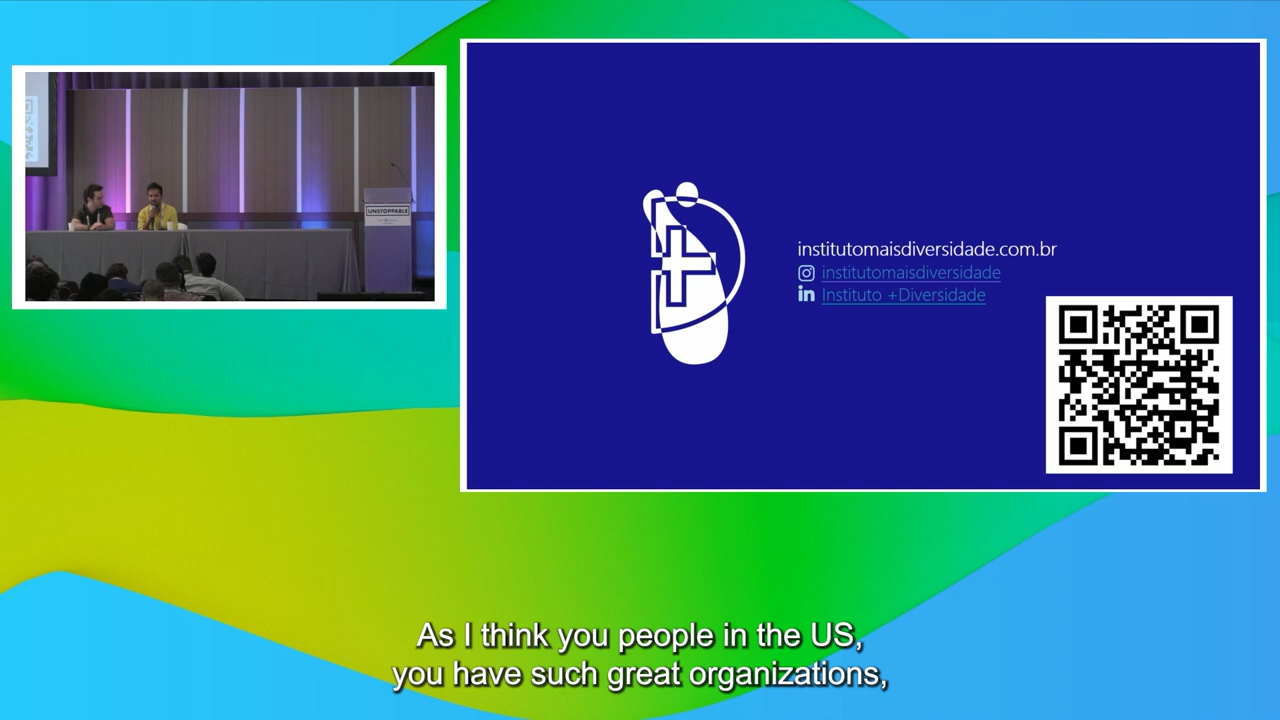 UNSTOPPABLE
institutomaisdiversidade.com.br
institutomaisdiversidade
Instituto +Diversidade
As I think you people in the US,
you have such great organizations,